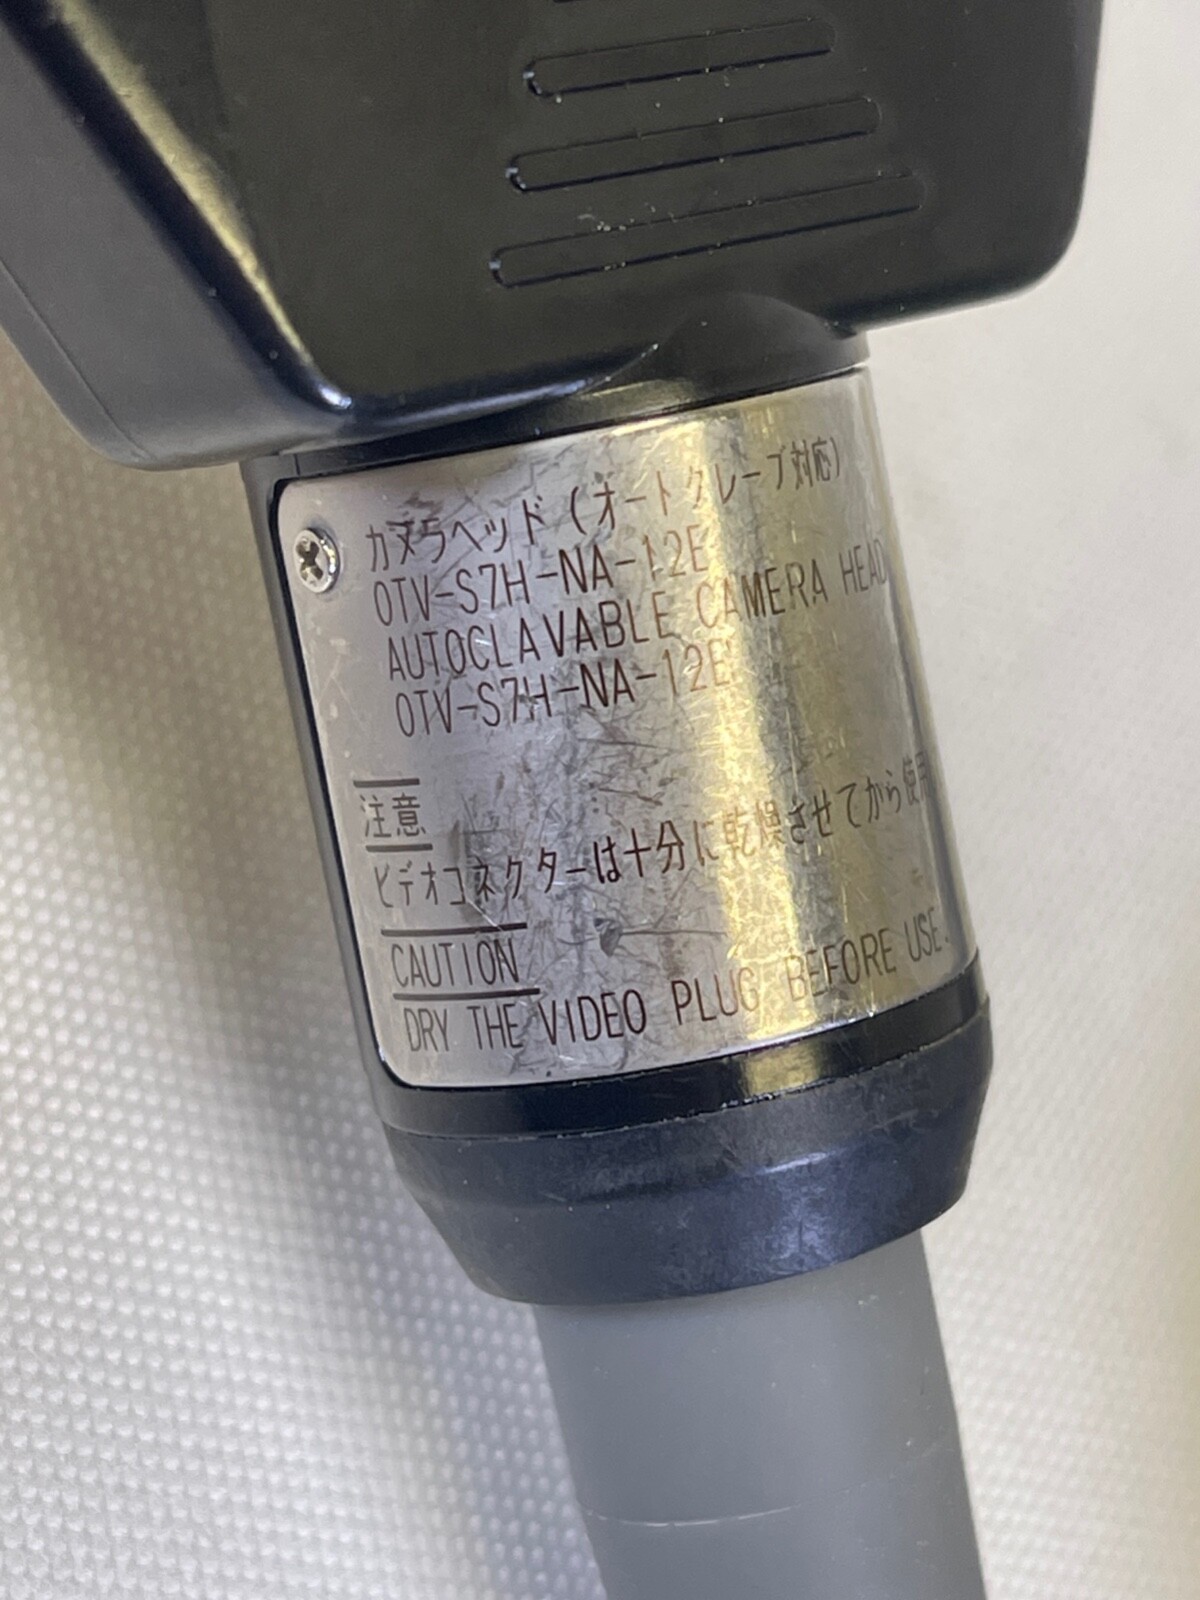 カメラヘッド(オートクレーブ対応)
OTV-S7H-NA-12E
AUTOCLAVABLE CAMERA HEAD
OTV-S7H-NA-12E
注意
ビデオコネクターは十分に乾燥させてから使用
CAUTION
DRY THE VIDEO PLUG BEFORE USE.